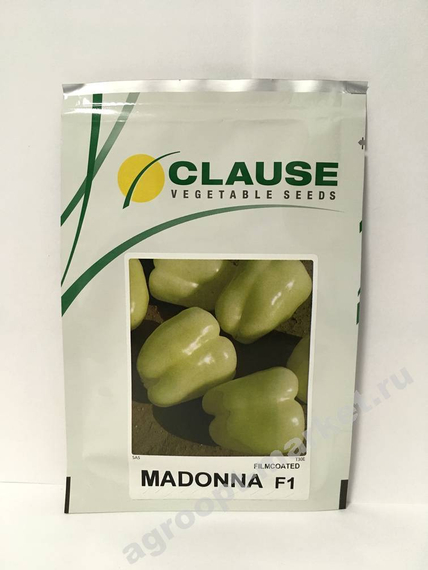 CLAUSE
VEGETABLE SEEDS
FILMCOATED
MADONNA F1
agroopt-market.ru